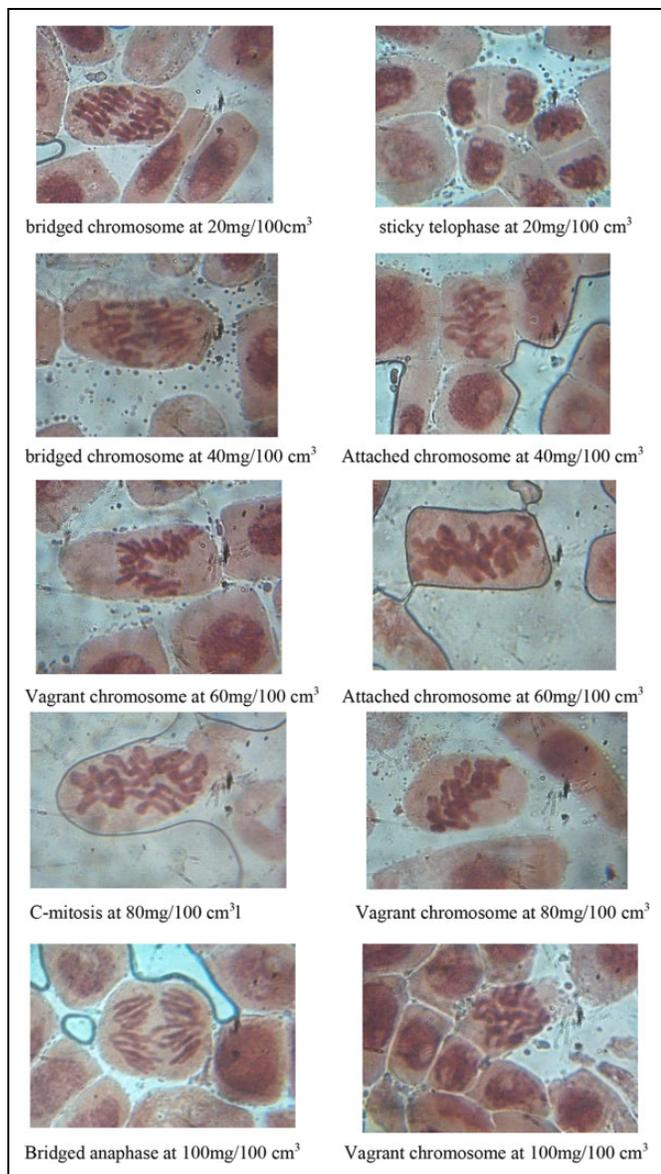 bridged chromosome at 20mg/100cm³
sticky telophase at 20mg/100 cm³
bridged chromosome at 40mg/100 cm³
Attached chromosome at 40mg/100 cm³
Vagrant chromosome at 60mg/100 cm³
Attached chromosome at 60mg/100 cm³
C-mitosis at 80mg/100 cm³l
Vagrant chromosome at 80mg/100 cm³
Bridged anaphase at 100mg/100 cm³
Vagrant chromosome at 100mg/100 cm³